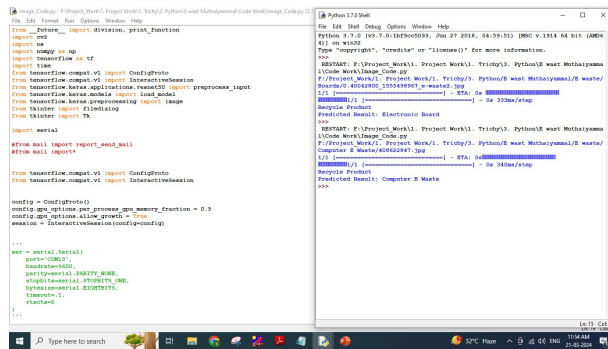 Image_Code.py - F:\Project_Work\1. Project Work\1. Trichy\3. Python\E wast Muthaiyammal\Code Work\Image_Code.py (3.7
File Edit Format Run Options Window Help
from __future__ import division, print_function
import cv2
import os
import numpy as np
import tensorflow as tf
import time
from tensorflow.compat.v1 import ConfigProto
from tensorflow.compat.v1 import InteractiveSession
from tensorflow.keras.applications.resnet50 import preprocess_input
from tensorflow.keras.models import load_model
from tensorflow.keras.preprocessing import image
from tkinter import filedialog
from tkinter import Tk
import serial
#from mail import report_send_mail
#from mail import*
from tensorflow.compat.v1 import ConfigProto
from tensorflow.compat.v1 import InteractiveSession
config = ConfigProto()
config.gpu_options.per_process_gpu_memory_fraction = 0.5
config.gpu_options.allow_growth = True
session = InteractiveSession(config=config)
'''
ser = serial.Serial(
port='COM13',
baudrate=9600,
parity=serial.PARITY_NONE,
stopbits=serial.STOPBITS_ONE,
bytesize=serial.EIGHTBITS,
timeout=.1,
rtscts=0
)
'''
Python 3.7.0 Shell
File Edit Shell Debug Options Window Help
Python 3.7.0 (v3.7.0:1bf9cc5093, Jun 27 2018, 04:59:51) [MSC v.1914 64 bit (AMD6
4)] on win32
Type "copyright", "credits" or "license()" for more information.
>>>
RESTART: F:\Project_Work\1. Project Work\1. Trichy\3. Python\E wast Muthaiyamma
l\Code Work\Image_Code.py
F:/Project_Work/1. Project Work/1. Trichy/3. Python/E wast Muthaiyammal/E waste/
Boards/0.40042800_1555498967_e-waste2.jpg
1/1 [==============================] - ETA: 0s
1/1 [==============================] - 0s 333ms/step
Recycle Product
Predicted Result: Electronic Board
>>>
RESTART: F:\Project_Work\1. Project Work\1. Trichy\3. Python\E wast Muthaiyamma
l\Code Work\Image_Code.py
F:/Project_Work/1. Project Work/1. Trichy/3. Python/E wast Muthaiyammal/E waste/
Computer E Waste/408622847.jpg
1/1 [==============================] - ETA: 0s
1/1 [==============================] - 0s 340ms/step
Recycle Product
Predicted Result: Computer E Waste
>>>
Ln: 15 Col:
Type here to search
32°C Haze
ENG
11:54 AM
21-03-2024